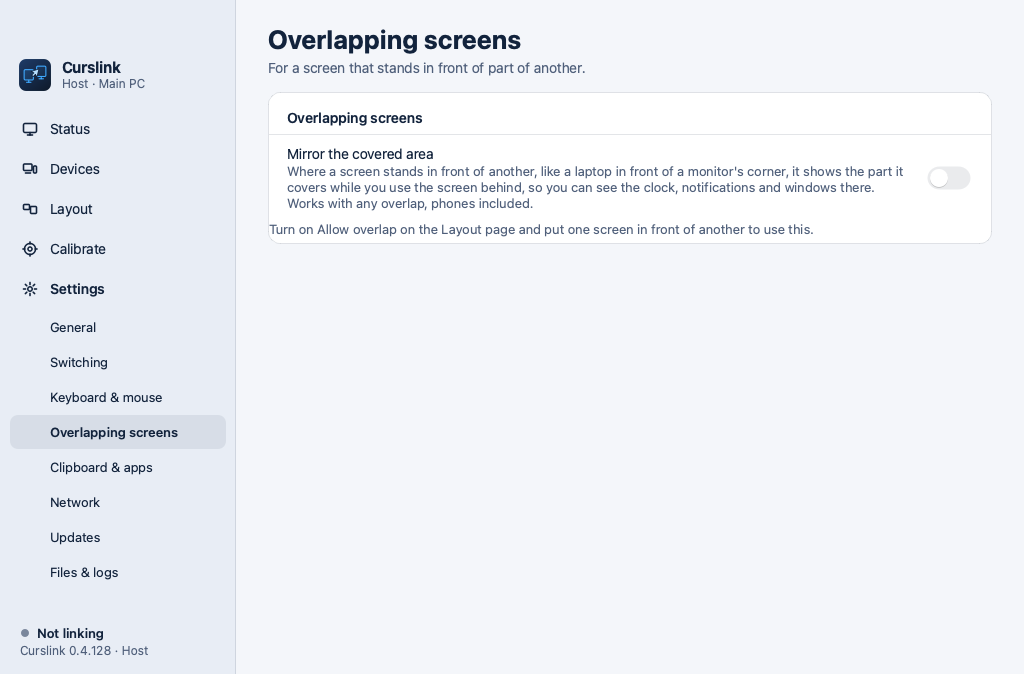 Curslink
Host · Main PC
Status
Devices
Layout
Calibrate
Settings
General
Switching
Keyboard & mouse
Overlapping screens
Clipboard & apps
Network
Updates
Files & logs
Not linking
Curslink 0.4.128 · Host
Overlapping screens
For a screen that stands in front of part of another.
Overlapping screens
Mirror the covered area
Where a screen stands in front of another, like a laptop in front of a monitor's corner, it shows the part it
covers while you use the screen behind, so you can see the clock, notifications and windows there.
Works with any overlap, phones included.
Turn on Allow overlap on the Layout page and put one screen in front of another to use this.